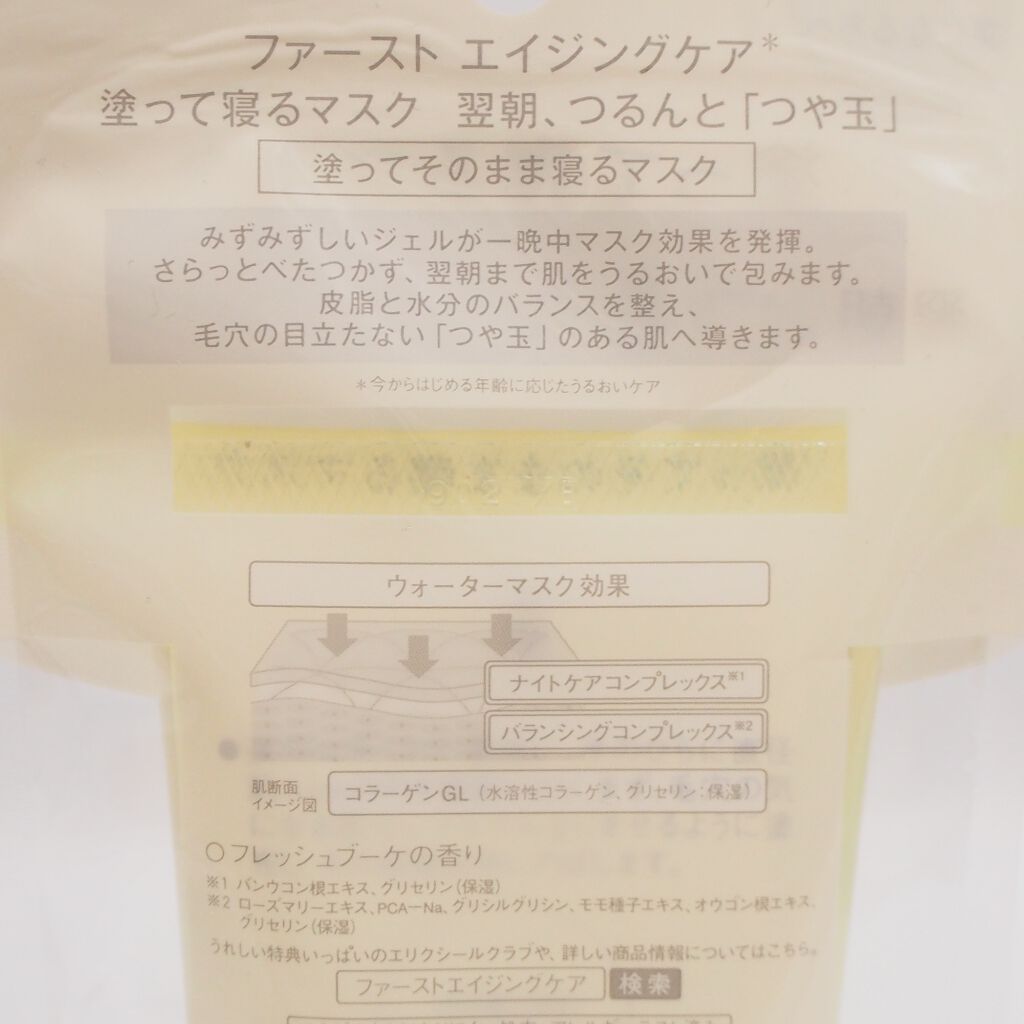 ファースト エイジングケア*
塗って寝るマスク 翌朝、つるんと「つや玉」
塗ってそのまま寝るマスク
みずみずしいジェルが一晩中マスク効果を発揮。
さらっとべたつかず、翌朝まで肌をうるおいで包みます。
皮脂と水分のバランスを整え、
毛穴の目立たない「つや玉」のある肌へ導きます。
*今からはじめる年齢に応じたうるおいケア
ウォーターマスク効果
ナイトケアコンプレックス※1
バランシングコンプレックス※2
肌断面
イメージ図
コラーゲンGL(水溶性コラーゲン、グリセリン:保湿)
○フレッシュブーケの香り
※1 バンウコン根エキス、グリセリン(保湿)
※2 ローズマリーエキス、PCA-Na、グリシルグリシン、モモ種子エキス、オウゴン根エキス、
グリセリン(保湿)
うれしい特典いっぱいのエリクシールクラブや、詳しい商品情報についてはこちら。
ファーストエイジングケア 検索